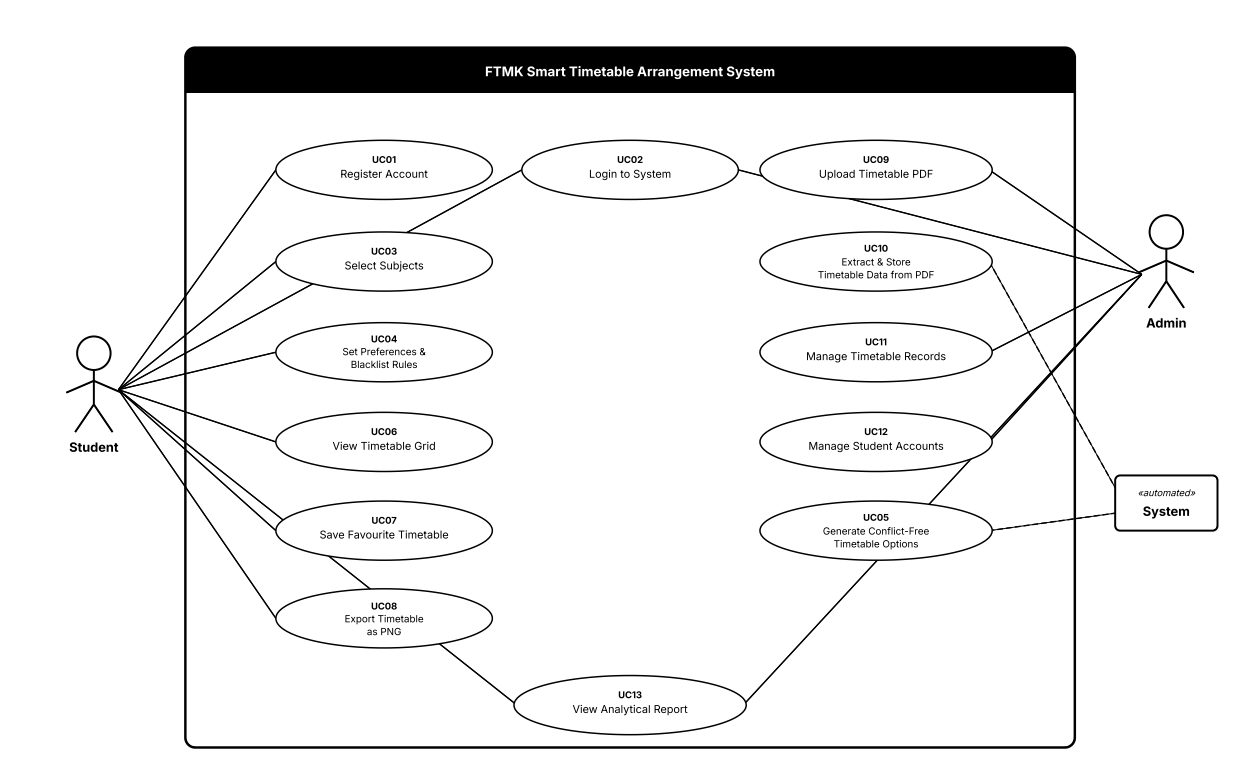 FTMK Smart Timetable Arrangement System
UC01
Register Account
UC02
Login to System
UC09
Upload Timetable PDF
UC03
Select Subjects
UC10
Extract & Store
Timetable Data from PDF
Admin
UC04
Set Preferences &
Blacklist Rules
UC11
Manage Timetable Records
Student
UC06
View Timetable Grid
UC12
Manage Student Accounts
«automated»
System
UC07
Save Favourite Timetable
UC05
Generate Conflict-Free
Timetable Options
UC08
Export Timetable
as PNG
UC13
View Analytical Report